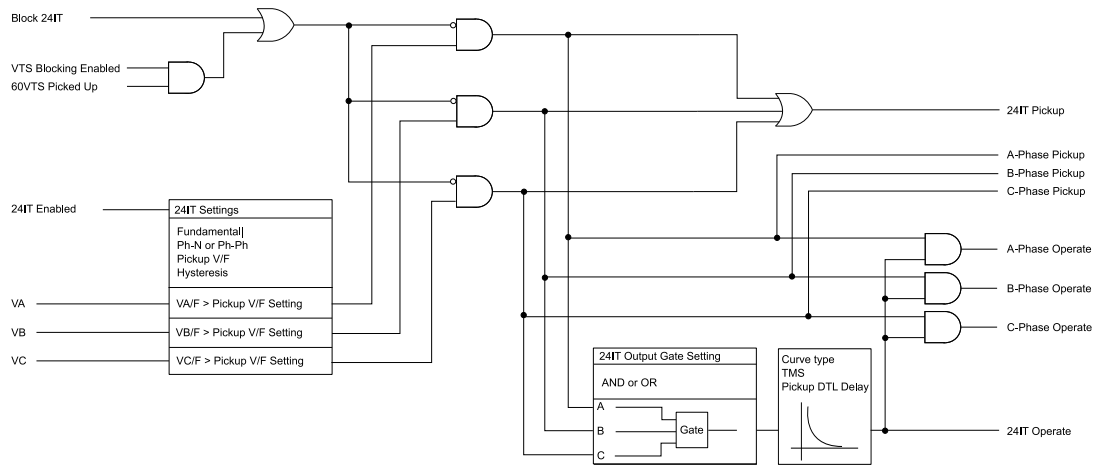 Block 24IT
VTS Blocking Enabled
60VTS Picked Up
24IT Pickup
A-Phase Pickup
B-Phase Pickup
C-Phase Pickup
24IT Enabled
24IT Settings
Fundamental|
Ph-N or Ph-Ph
Pickup V/F
Hysteresis
A-Phase Operate
B-Phase Operate
C-Phase Operate
VA
VA/F > Pickup V/F Setting
VB
VB/F > Pickup V/F Setting
VC
VC/F > Pickup V/F Setting
24IT Output Gate Setting
AND or OR
A
B
C
Gate
Curve type
TMS
Pickup DTL Delay
24IT Operate